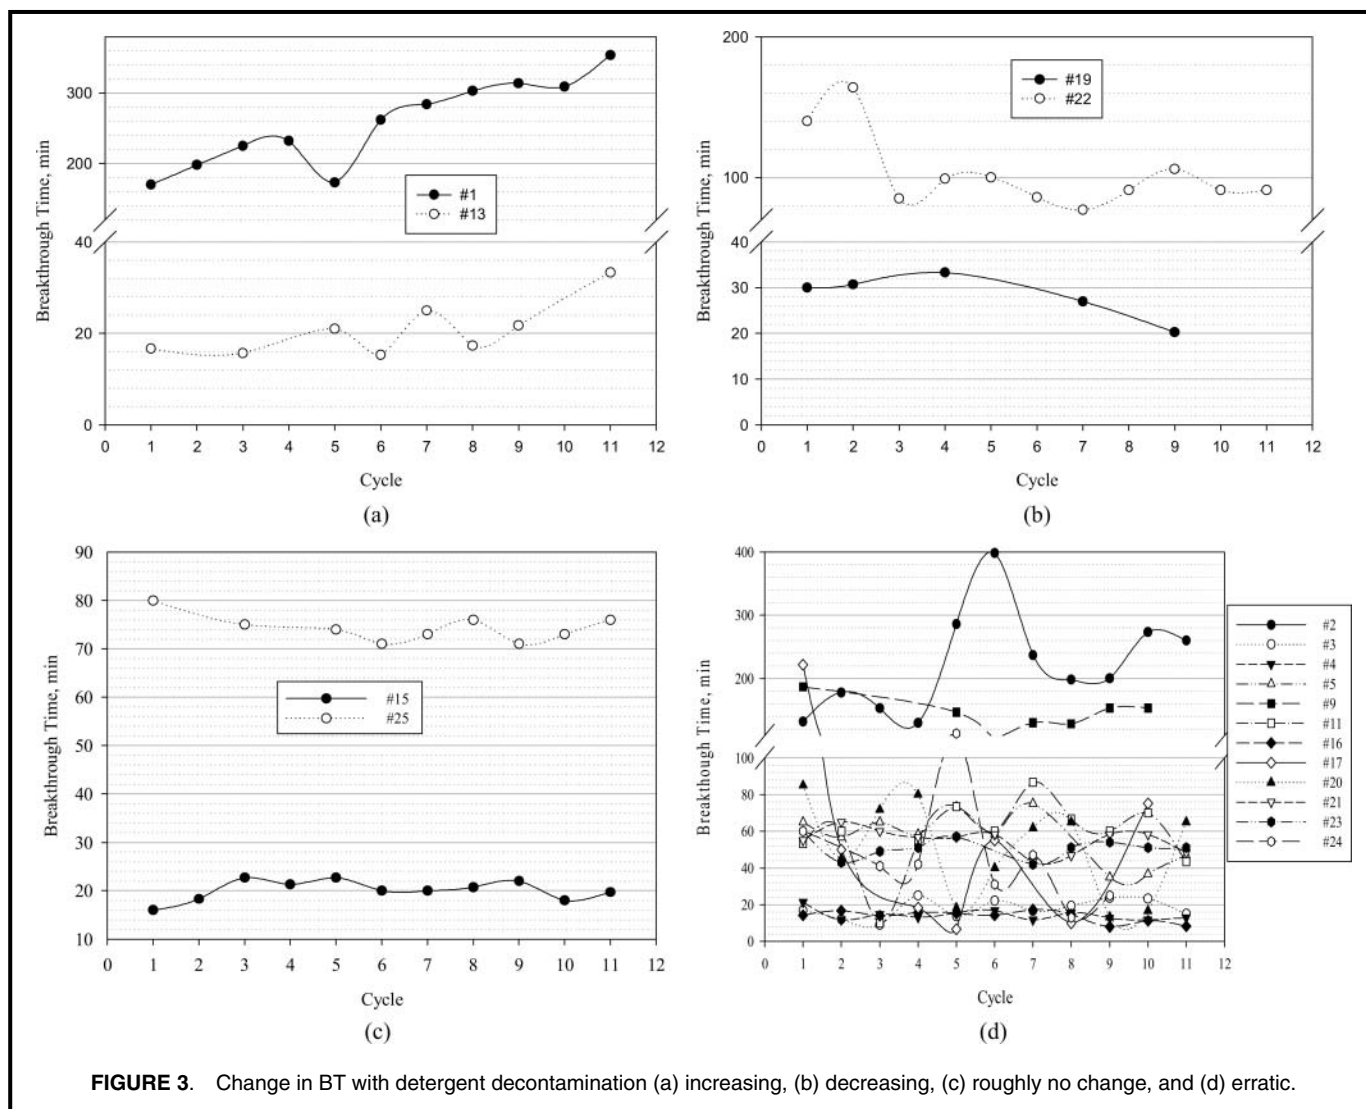 Breakthrough Time, min
300
200
40
20
0
#1
#13
1 2 3 4 5 6 7 8 9 10 11 12
Cycle
(a)
Breakthrough Time, min
200
100
40
30
20
10
0
#19
#22
0 1 2 3 4 5 6 7 8 9 10 11 12
Cycle
(b)
Breakthrough Time, min
90
80
70
60
50
40
30
20
10
#15
#25
0 1 2 3 4 5 6 7 8 9 10 11 12
Cycle
(c)
Breakthough Time, min
400
300
200
100
80
60
40
20
0
0 1 2 3 4 5 6 7 8 9 10 11 12
Cycle
(d)
#2
#3
#4
#5
#9
#11
#16
#17
#20
#21
#23
#24
FIGURE 3. Change in BT with detergent decontamination (a) increasing, (b) decreasing, (c) roughly no change, and (d) erratic.